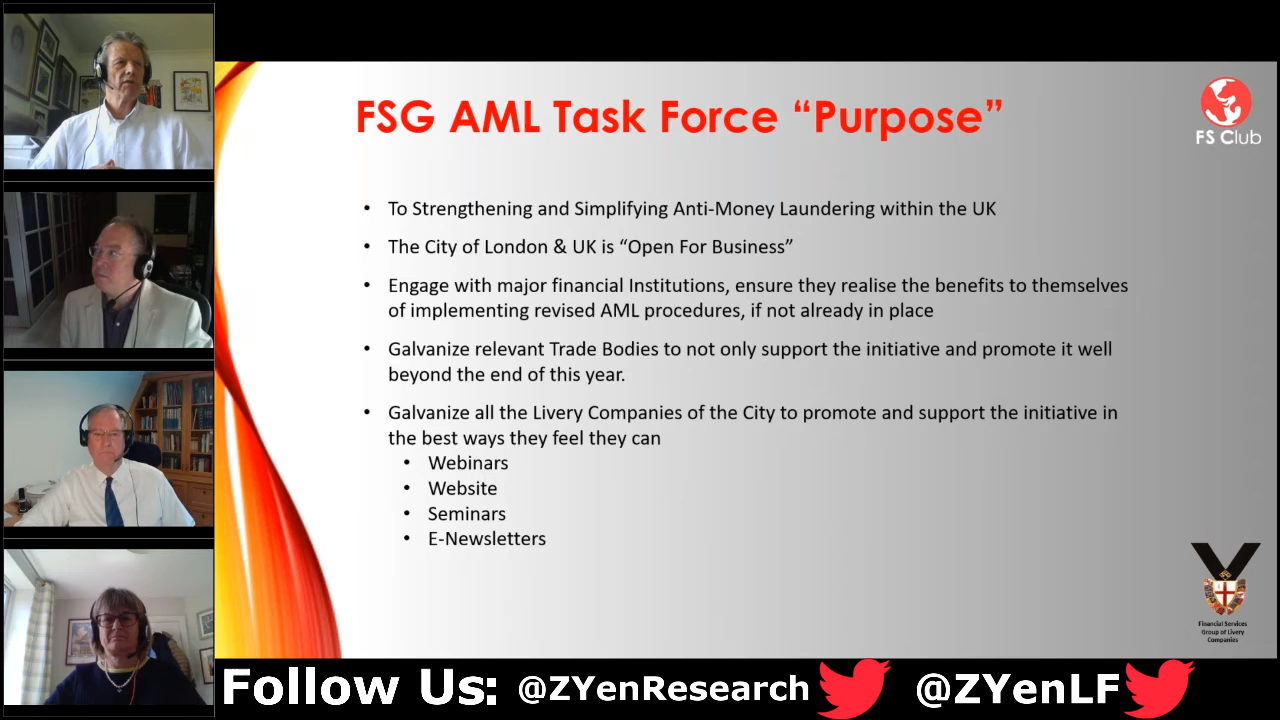 FSG AML Task Force “Purpose”
FS Club
• To Strengthening and Simplifying Anti-Money Laundering within the UK
• The City of London & UK is “Open For Business”
• Engage with major financial Institutions, ensure they realise the benefits to themselves
of implementing revised AML procedures, if not already in place
• Galvanize relevant Trade Bodies to not only support the initiative and promote it well
beyond the end of this year.
• Galvanize all the Livery Companies of the City to promote and support the initiative in
the best ways they feel they can
• Webinars
• Website
• Seminars
• E-Newsletters
Financial Services
Group of Livery
Companies
Follow Us: @ZYenResearch @ZYenLF